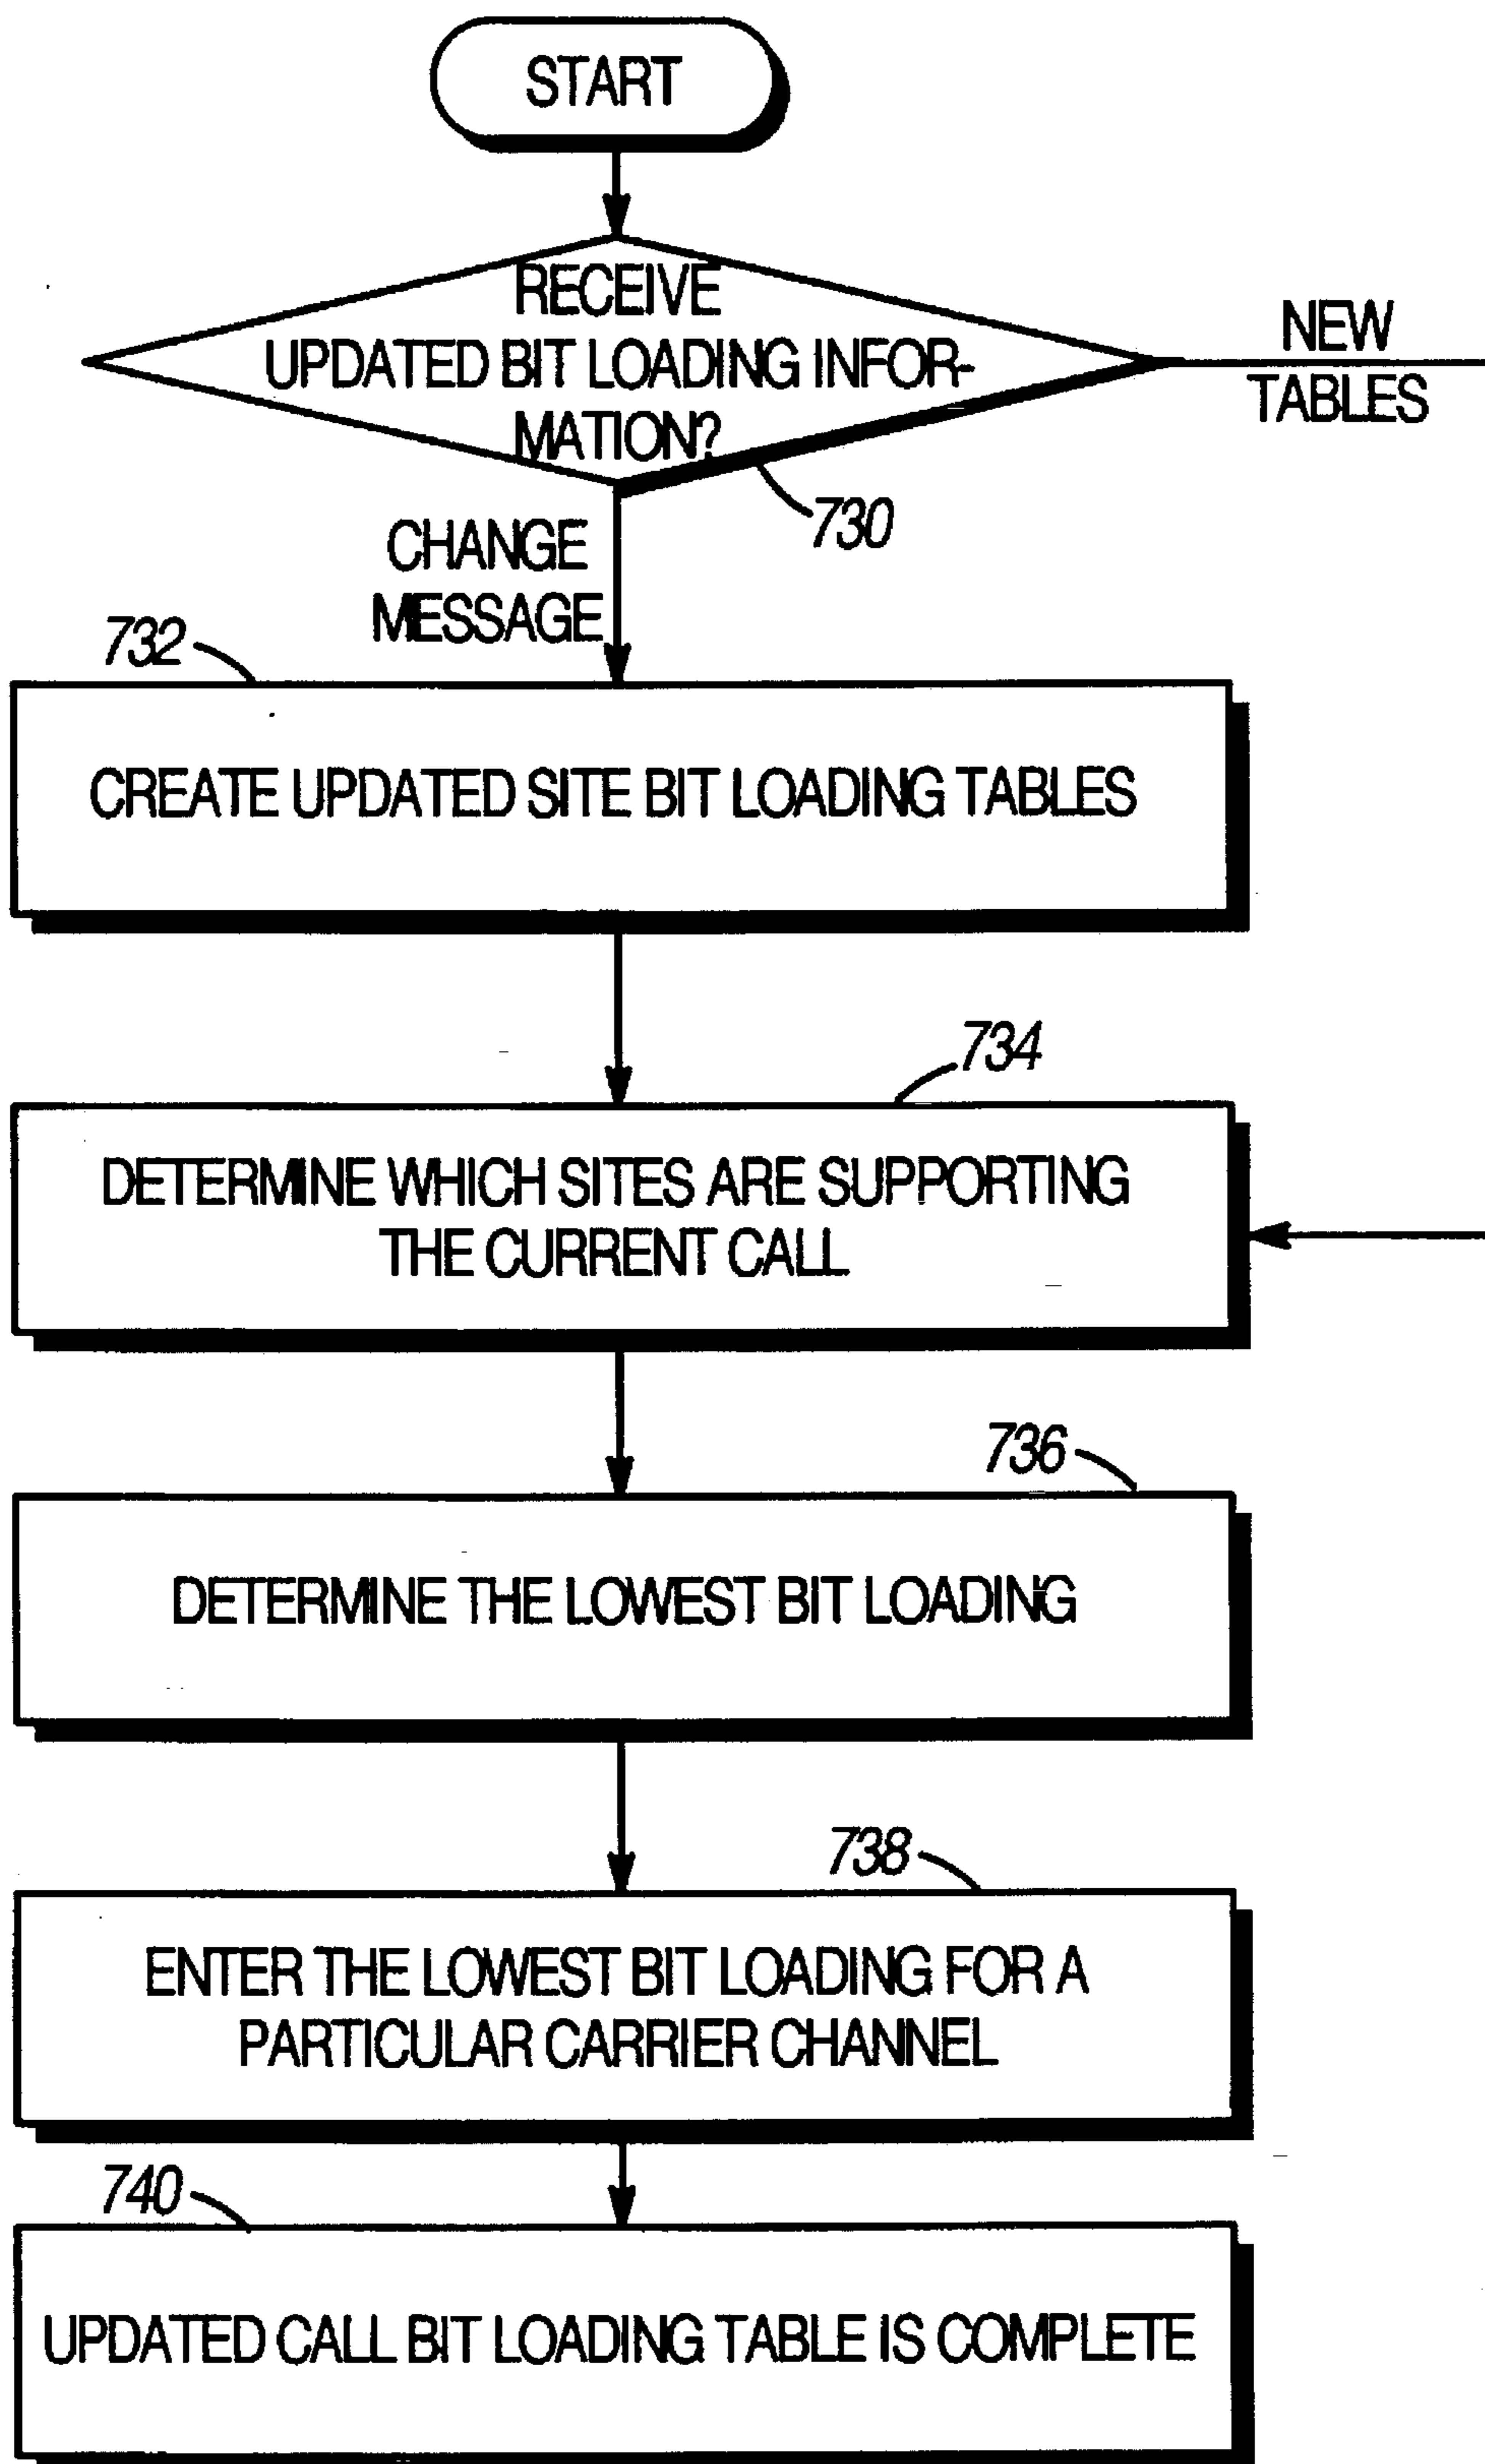 START
RECEIVE
UPDATED BIT LOADING INFOR-
MATION?
NEW
TABLES
730
CHANGE
MESSAGE
732
CREATE UPDATED SITE BIT LOADING TABLES
734
DETERMINE WHICH SITES ARE SUPPORTING
THE CURRENT CALL
736
DETERMINE THE LOWEST BIT LOADING
738
ENTER THE LOWEST BIT LOADING FOR A
PARTICULAR CARRIER CHANNEL
740
UPDATED CALL BIT LOADING TABLE IS COMPLETE